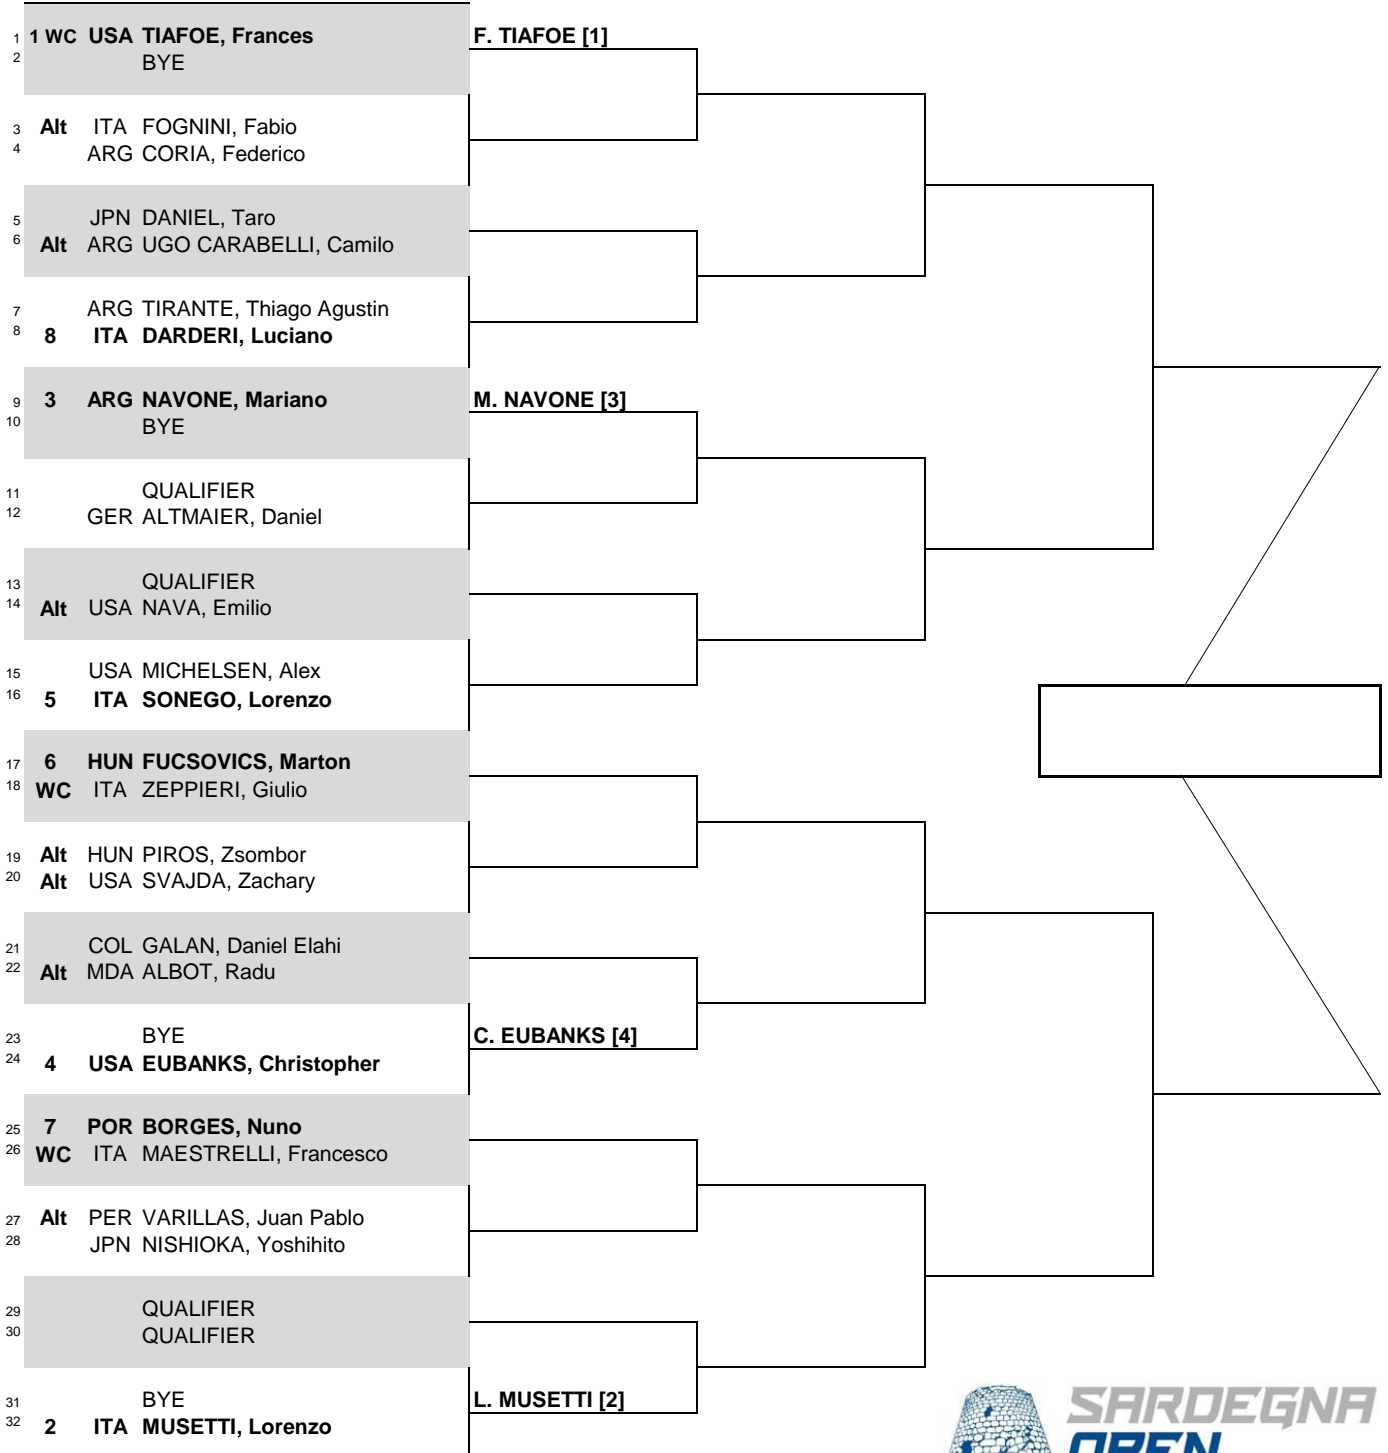 1 1 WC USA TIAFOE, Frances F. TIAFOE [1]
2 BYE
3 Alt ITA FOGNINI, Fabio
4 ARG CORIA, Federico
5 JPN DANIEL, Taro
6 Alt ARG UGO CARABELLI, Camilo
7 ARG TIRANTE, Thiago Agustin
8 8 ITA DARDERI, Luciano
9 3 ARG NAVONE, Mariano M. NAVONE [3]
10 BYE
11 QUALIFIER
12 GER ALTMAIER, Daniel
13 QUALIFIER
14 Alt USA NAVA, Emilio
15 USA MICHELSEN, Alex
16 5 ITA SONEGO, Lorenzo
17 6 HUN FUCSOVICS, Marton
18 WC ITA ZEPPIERI, Giulio
19 Alt HUN PIROS, Zsombor
20 Alt USA SVAJDA, Zachary
21 COL GALAN, Daniel Elahi
22 Alt MDA ALBOT, Radu
23 BYE C. EUBANKS [4]
24 4 USA EUBANKS, Christopher
25 7 POR BORGES, Nuno
26 WC ITA MAESTRELLI, Francesco
27 Alt PER VARILLAS, Juan Pablo
28 JPN NISHIOKA, Yoshihito
29 QUALIFIER
30 QUALIFIER
31 BYE L. MUSETTI [2]
32 2 ITA MUSETTI, Lorenzo
SARDEGNA
OPEN